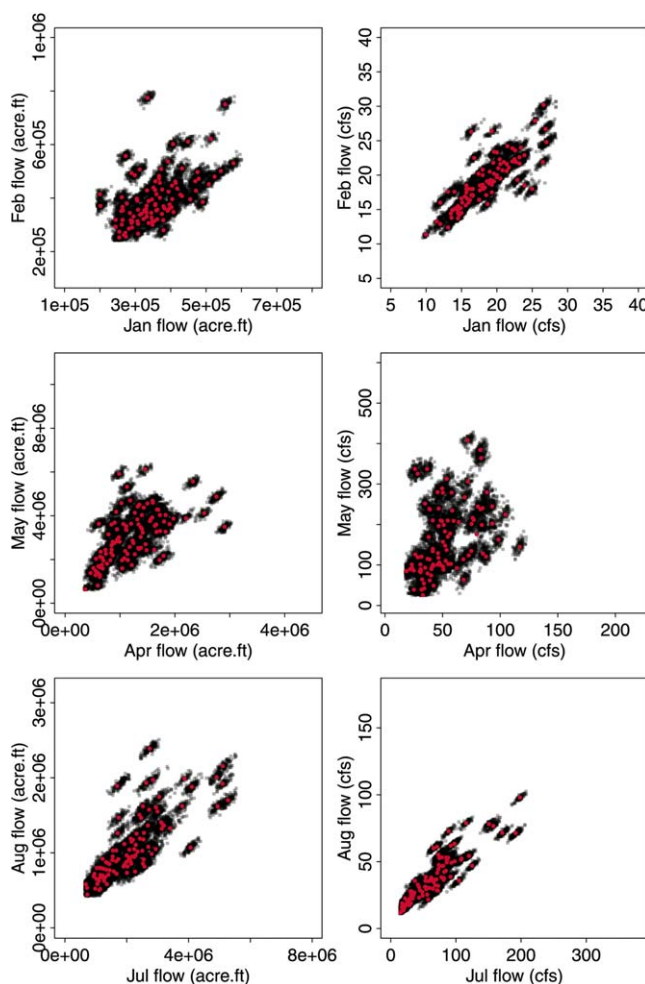 1e+06
6e+05
2e+05
Feb flow (acre.ft)
1e+05 3e+05 5e+05 7e+05
Jan flow (acre.ft)
40
35
30
25
20
15
10
5
Feb flow (cfs)
5 10 15 20 25 30 35 40
Jan flow (cfs)
8e+06
4e+06
0e+00
May flow (acre.ft)
0e+00 2e+06 4e+06
Apr flow (acre.ft)
500
300
100
0
May flow (cfs)
0 50 100 150 200
Apr flow (cfs)
3e+06
2e+06
1e+06
0e+00
Aug flow (acre.ft)
0e+00 4e+06 8e+06
Jul flow (acre.ft)
150
100
50
0
Aug flow (cfs)
0 100 200 300
Jul flow (cfs)